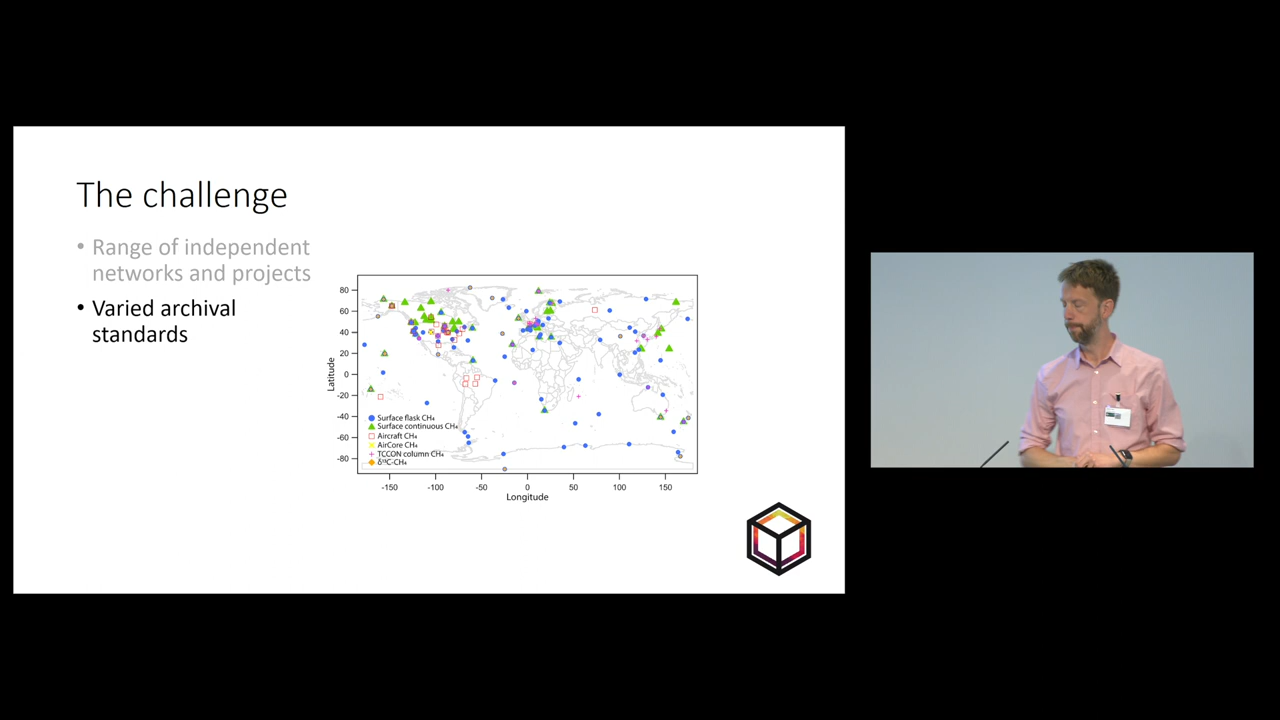 The challenge
• Range of independent
networks and projects
• Varied archival
standards
80
60
40
20
0
-20
-40
-60
-80
Latitude
Surface flask CH₄
Surface continuous CH₄
Aircraft CH₄
AirCore CH₄
TCCON column CH₄
δ¹³C-CH₄
-150 -100 -50 0 50 100 150
Longitude